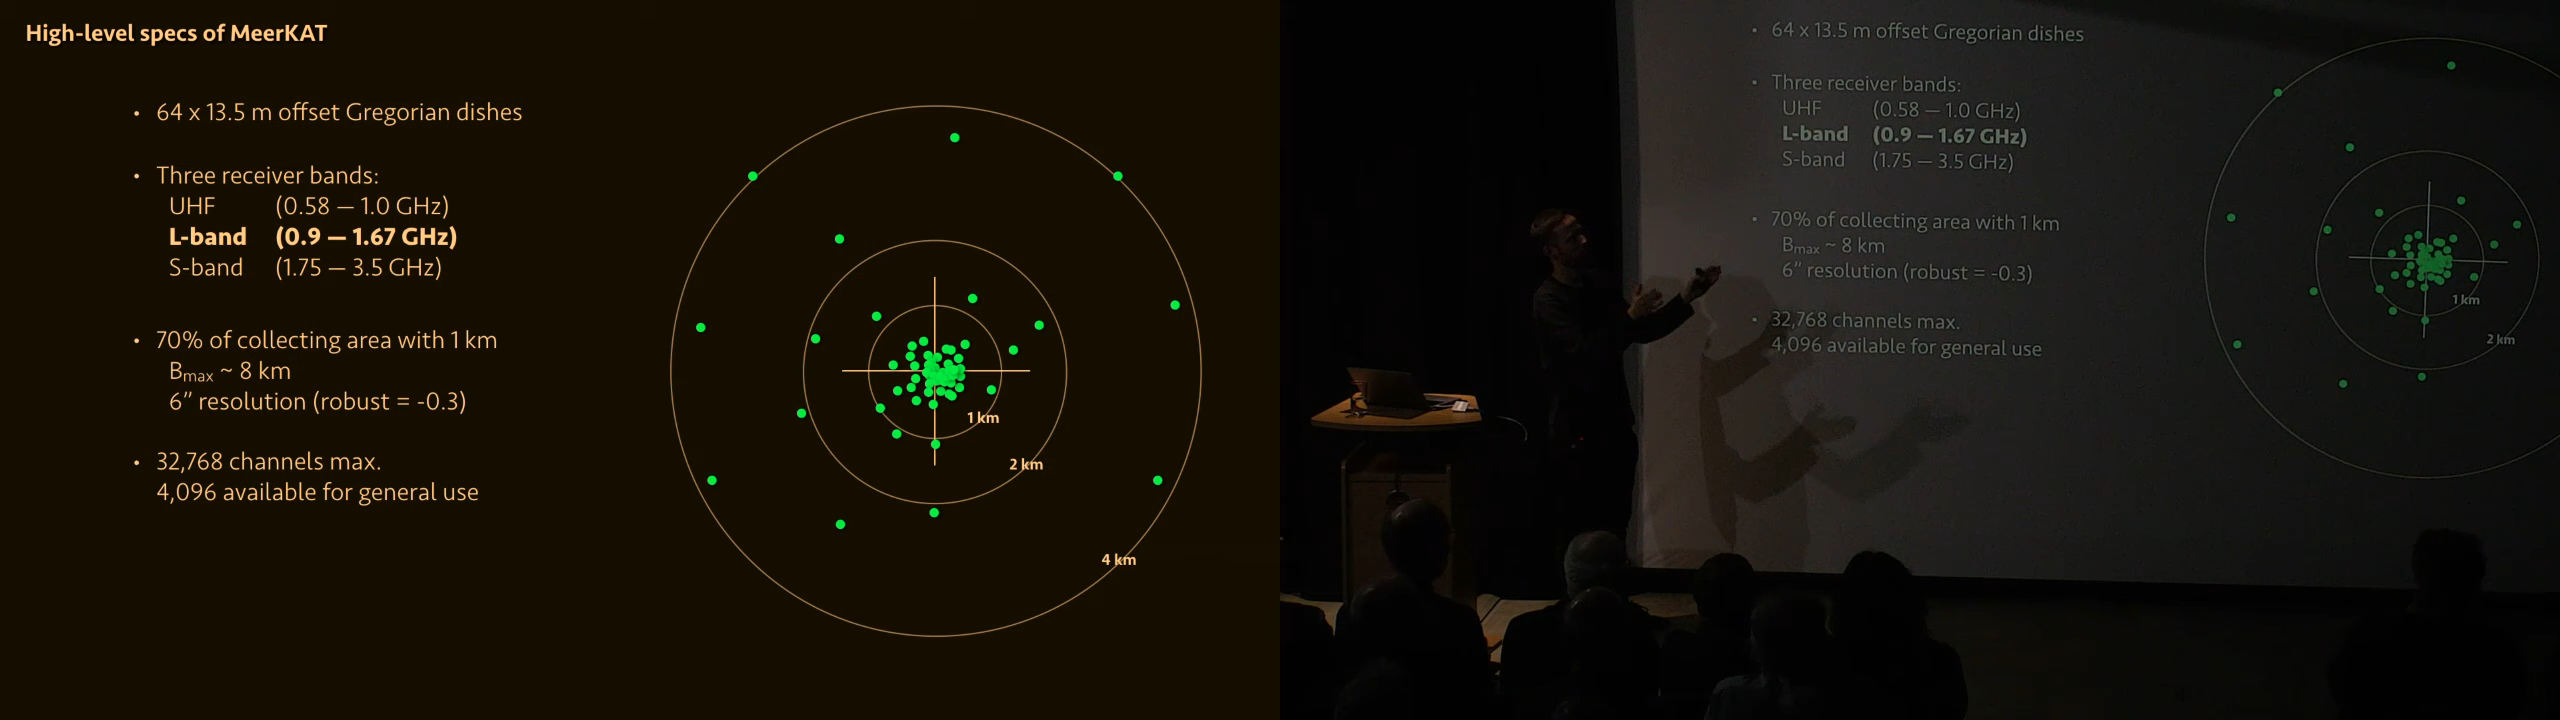 High-level specs of MeerKAT
• 64 x 13.5 m offset Gregorian dishes
• Three receiver bands:
UHF (0.58 – 1.0 GHz)
L-band (0.9 – 1.67 GHz)
S-band (1.75 – 3.5 GHz)
• 70% of collecting area with 1 km
Bmax ~ 8 km
6” resolution (robust = -0.3)
• 32,768 channels max.
4,096 available for general use
1 km
2 km
4 km
• 64 x 13.5 m offset Gregorian dishes
• Three receiver bands:
UHF (0.58 – 1.0 GHz)
L-band (0.9 – 1.67 GHz)
S-band (1.75 – 3.5 GHz)
• 70% of collecting area with 1 km
Bmax ~ 8 km
6” resolution (robust = -0.3)
• 32,768 channels max.
4,096 available for general use
1 km
2 km